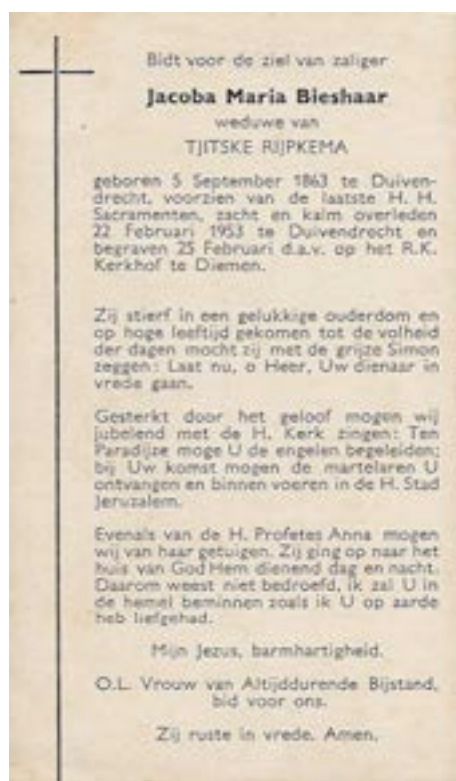 Bidt voor de ziel van zaliger
Jacoba Maria Bieshaar
weduwe van
TJITSKE RIJPKEMA
geboren 5 September 1863 te Duiven-
drecht, voorzien van de laatste H. H.
Sacramenten, zacht en kalm overleden
22 Februari 1953 te Duivendrecht en
begraven 25 Februari d.a.v. op het R.K.
Kerkhof te Diemen.
Zij stierf in een gelukkige ouderdom en
op hoge leeftijd gekomen tot de volheid
der dagen mocht zij met de grijze Simon
zeggen: Laat nu, o Heer, Uw dienaar in
vrede gaan.
Gesterkt door het geloof mogen wij
jubelend met de H. Kerk zingen: Ten
Paradijze moge U de engelen begeleiden;
bij Uw komst mogen de martelaren U
ontvangen en binnen voeren in de H. Stad
Jeruzalem.
Evenals van de H. Profetes Anna mogen
wij van haar getuigen. Zij ging op naar het
huis van God Hem dienend dag en nacht.
Daarom weest niet bedroefd, ik zal U in
de hemel beminnen zoals ik U op aarde
heb liefgehad.
Mijn Jezus, barmhartigheid.
O.L. Vrouw van Altijddurende Bijstand,
bid voor ons.
Zij ruste in vrede. Amen.